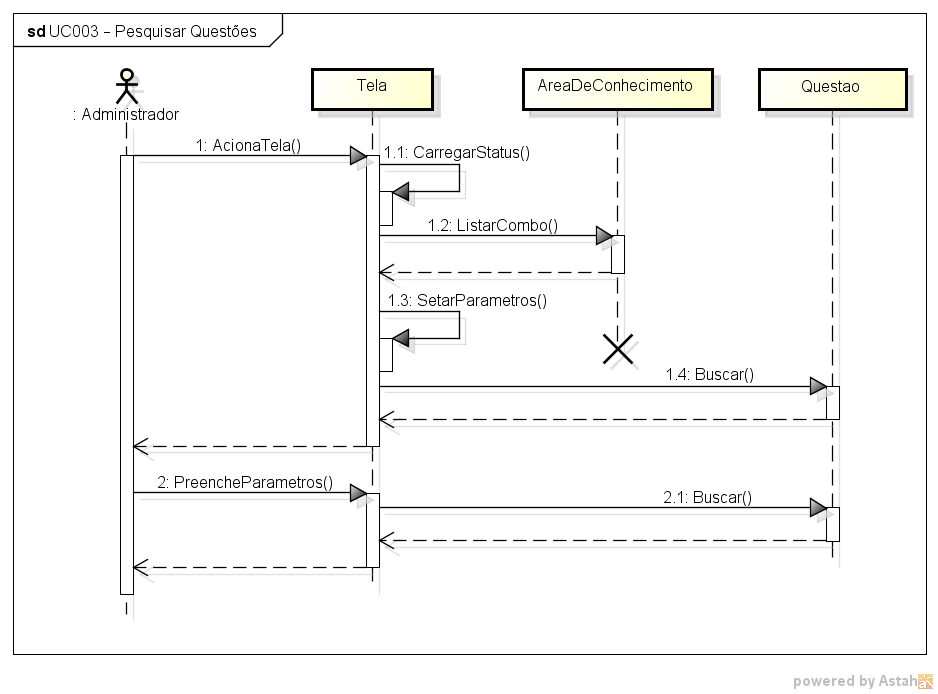 sd UC003 – Pesquisar Questões
Tela
AreaDeConhecimento
Questao
: Administrador
1: AcionaTela()
1.1: CarregarStatus()
1.2: ListarCombo()
1.3: SetarParametros()
1.4: Buscar()
2: PreencheParametros()
2.1: Buscar()
powered by Astah